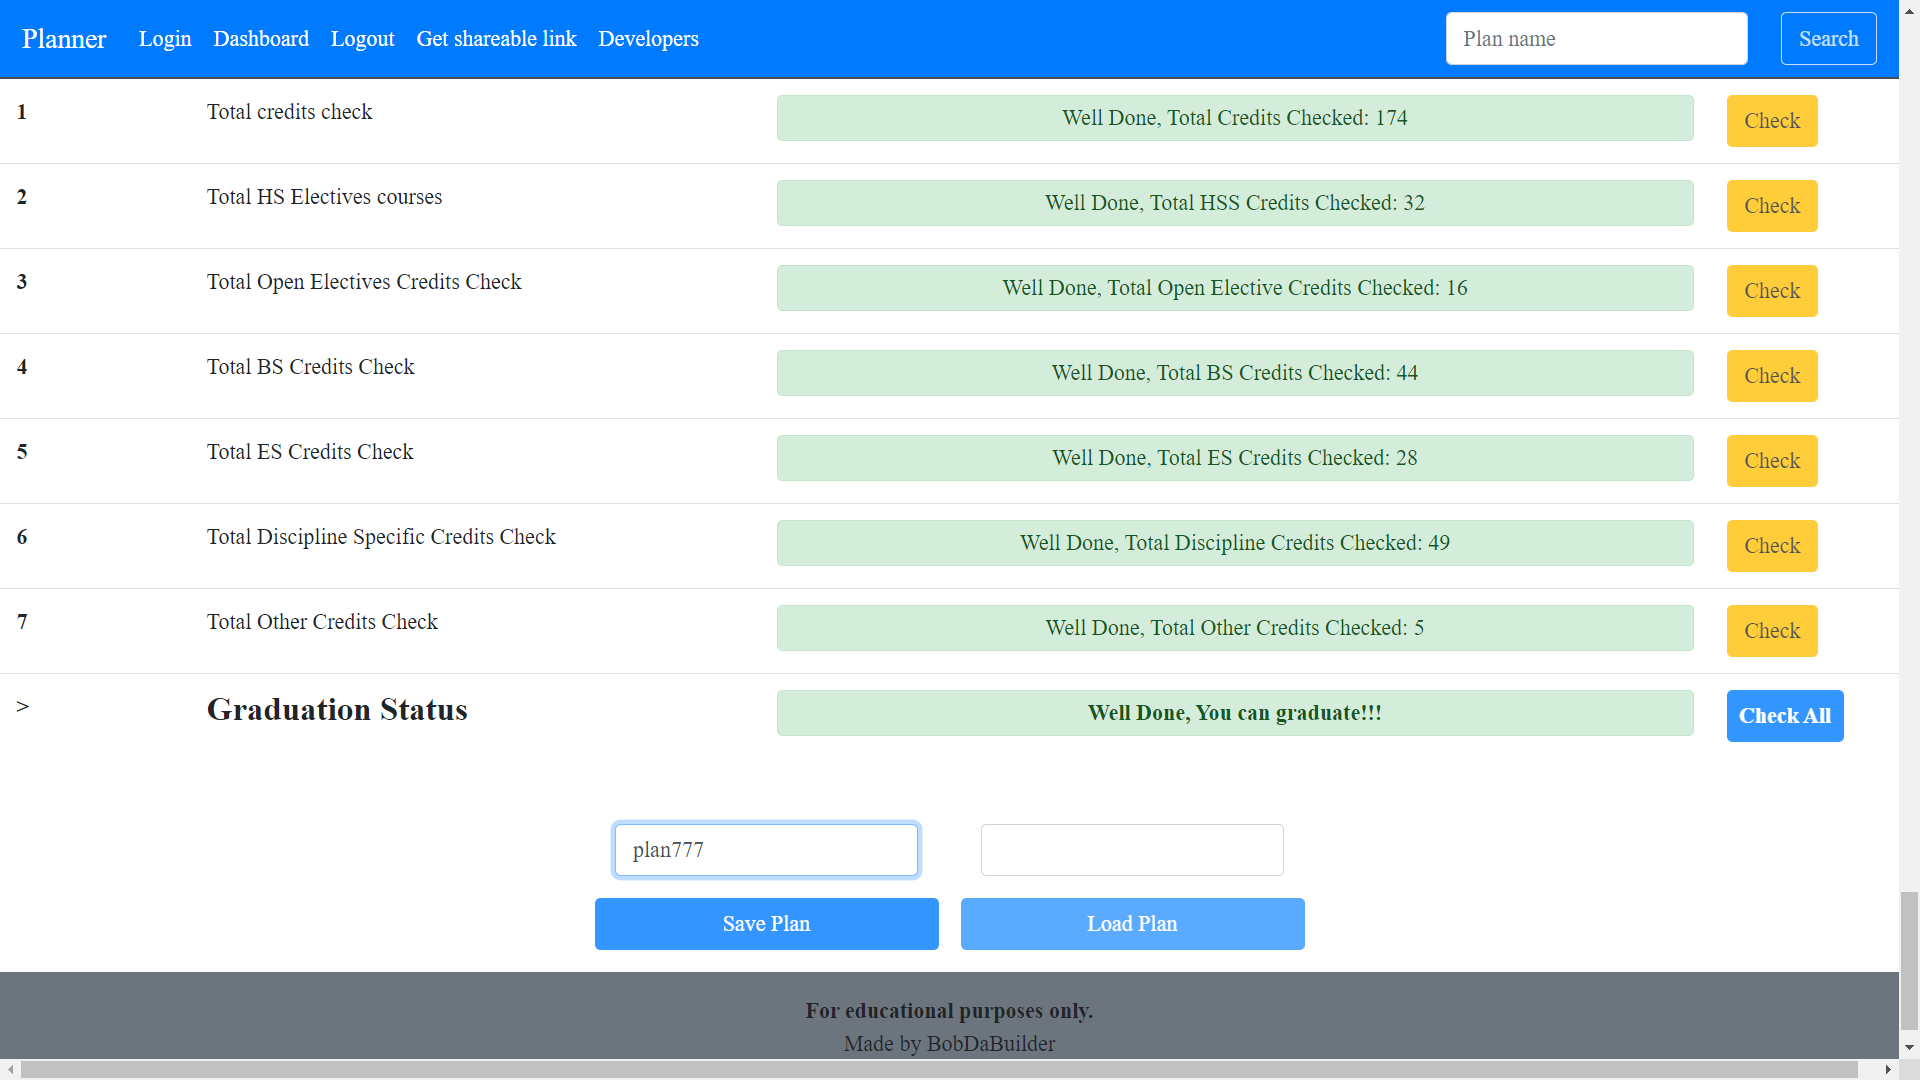 Planner Login Dashboard Logout Get shareable link Developers Plan name Search
1 Total credits check Well Done, Total Credits Checked: 174 Check
2 Total HS Electives courses Well Done, Total HSS Credits Checked: 32 Check
3 Total Open Electives Credits Check Well Done, Total Open Elective Credits Checked: 16 Check
4 Total BS Credits Check Well Done, Total BS Credits Checked: 44 Check
5 Total ES Credits Check Well Done, Total ES Credits Checked: 28 Check
6 Total Discipline Specific Credits Check Well Done, Total Discipline Credits Checked: 49 Check
7 Total Other Credits Check Well Done, Total Other Credits Checked: 5 Check
> Graduation Status Well Done, You can graduate!!! Check All
plan777
Save Plan Load Plan
For educational purposes only.
Made by BobDaBuilder